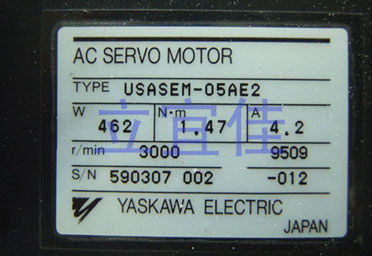 AC SERVO MOTOR
TYPE USASEM-05AE2
W 462 N·m 1.47 A 4.2
r/min 3000 9509
S/N 590307 002 -012
YASKAWA ELECTRIC
JAPAN
立宜佳